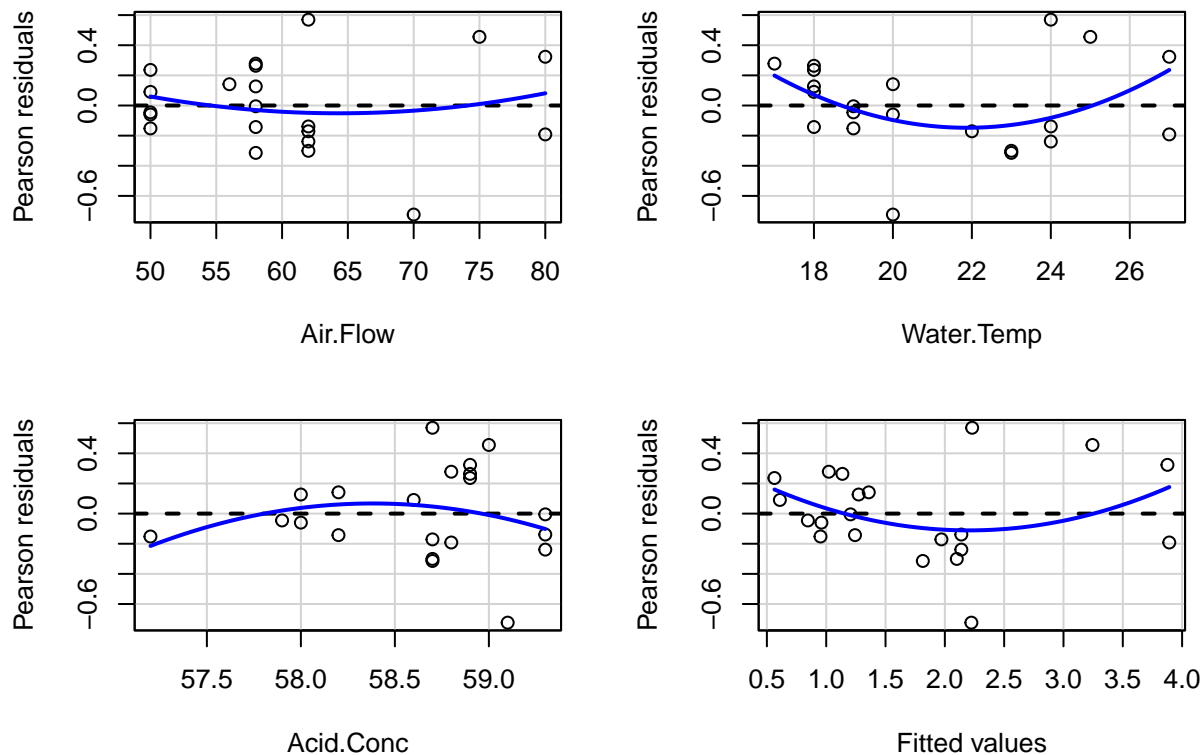 Pearson residuals
−0.6 0.0 0.4
50 55 60 65 70 75 80
Air.Flow
Pearson residuals
−0.6 0.0 0.4
18 20 22 24 26
Water.Temp
Pearson residuals
−0.6 0.0 0.4
57.5 58.0 58.5 59.0
Acid.Conc
Pearson residuals
−0.6 0.0 0.4
0.5 1.0 1.5 2.0 2.5 3.0 3.5 4.0
Fitted values